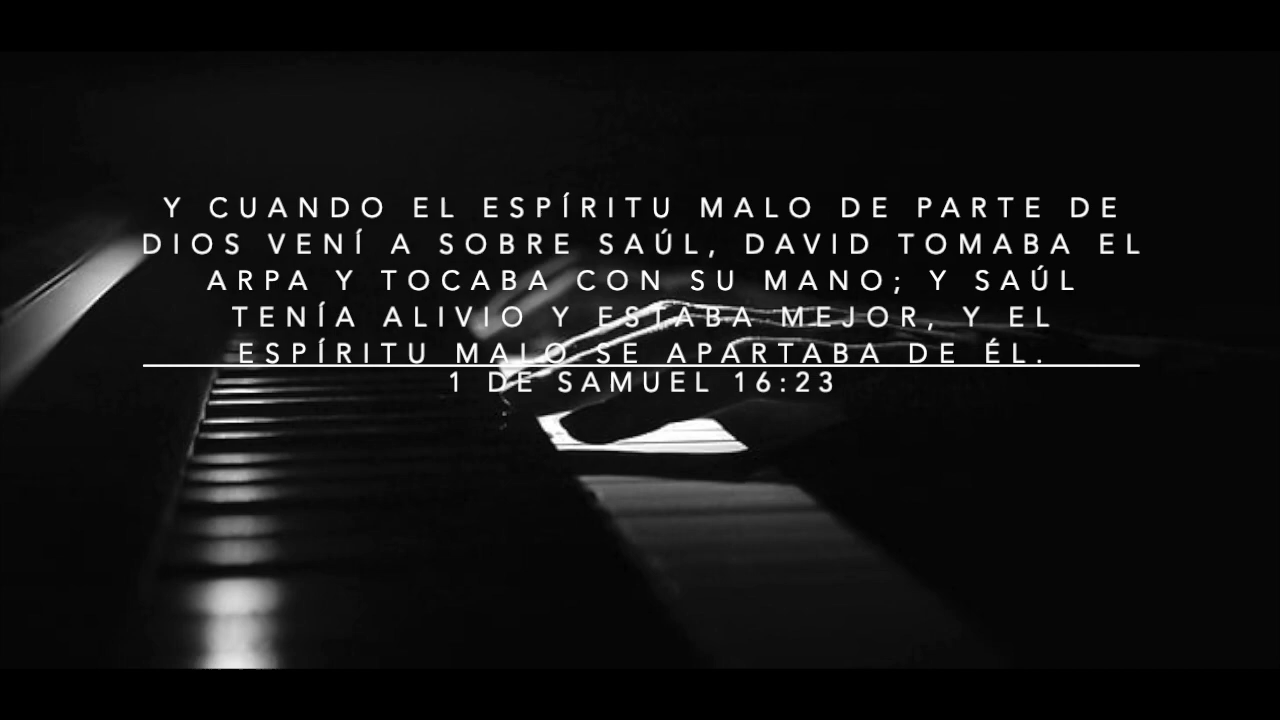 Y CUANDO EL ESPÍRITU MALO DE PARTE DE
DIOS VENÍ A SOBRE SAÚL, DAVID TOMABA EL
ARPA Y TOCABA CON SU MANO; Y SAÚL
TENÍA ALIVIO Y ESTABA MEJOR, Y EL
ESPÍRITU MALO SE APARTABA DE ÉL.
1 DE SAMUEL 16:23